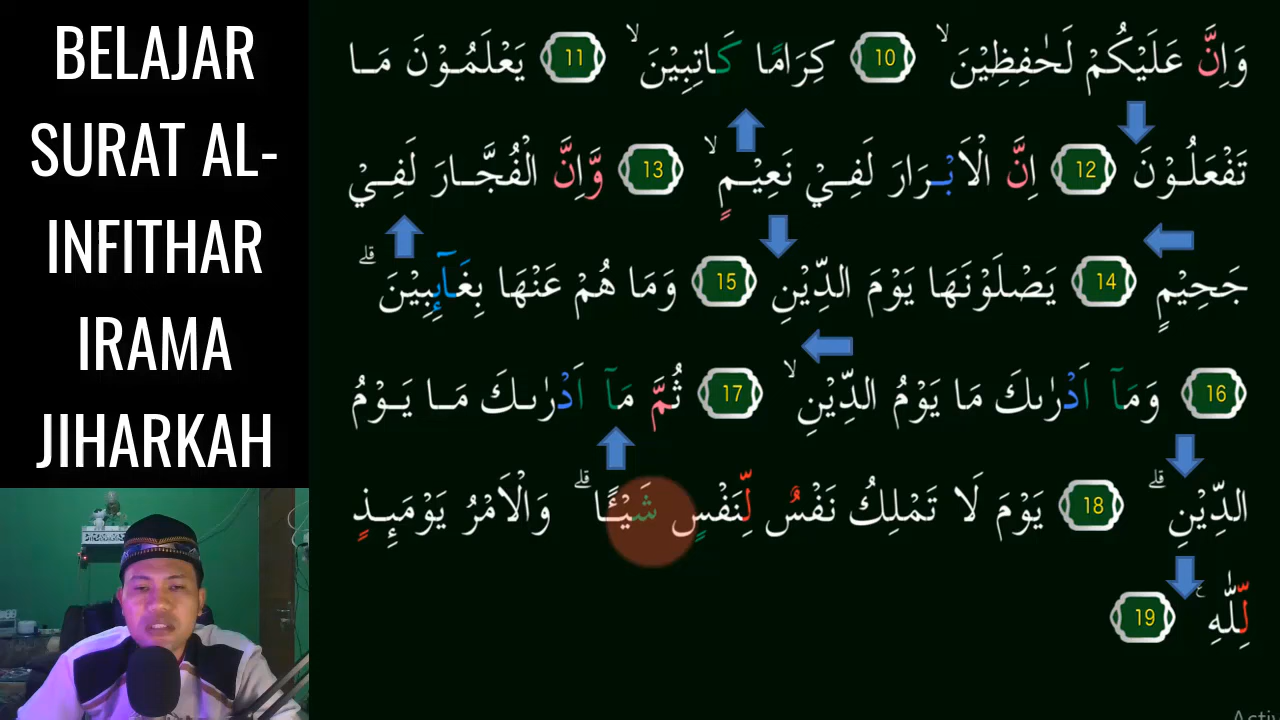 BELAJAR
SURAT AL-
INFITHAR
IRAMA
JIHARKAH
وَاِنَّ عَلَيْكُمْ لَحٰفِظِيْنَ ۙ 10 كِرَامًا كَاتِبِيْنَ ۙ 11 يَعْلَمُوْنَ مَا
تَفْعَلُوْنَ 12 اِنَّ الْاَبْرَارَ لَفِيْ نَعِيْمٍ ۙ 13 وَّاِنَّ الْفُجَّارَ لَفِيْ
جَحِيْمٍ 14 يَصْلَوْنَهَا يَوْمَ الدِّيْنِ 15 وَمَا هُمْ عَنْهَا بِغَاۤىِٕبِيْنَ ۗ
16 وَمَآ اَدْرٰىكَ مَا يَوْمُ الدِّيْنِ ۙ 17 ثُمَّ مَآ اَدْرٰىكَ مَا يَوْمُ
الدِّيْنِ ۗ 18 يَوْمَ لَا تَمْلِكُ نَفْسٌ لِّنَفْسٍ شَيْـًٔا ۗ وَالْاَمْرُ يَوْمَىِٕذٍ
لِّلّٰهِ ۚ 19